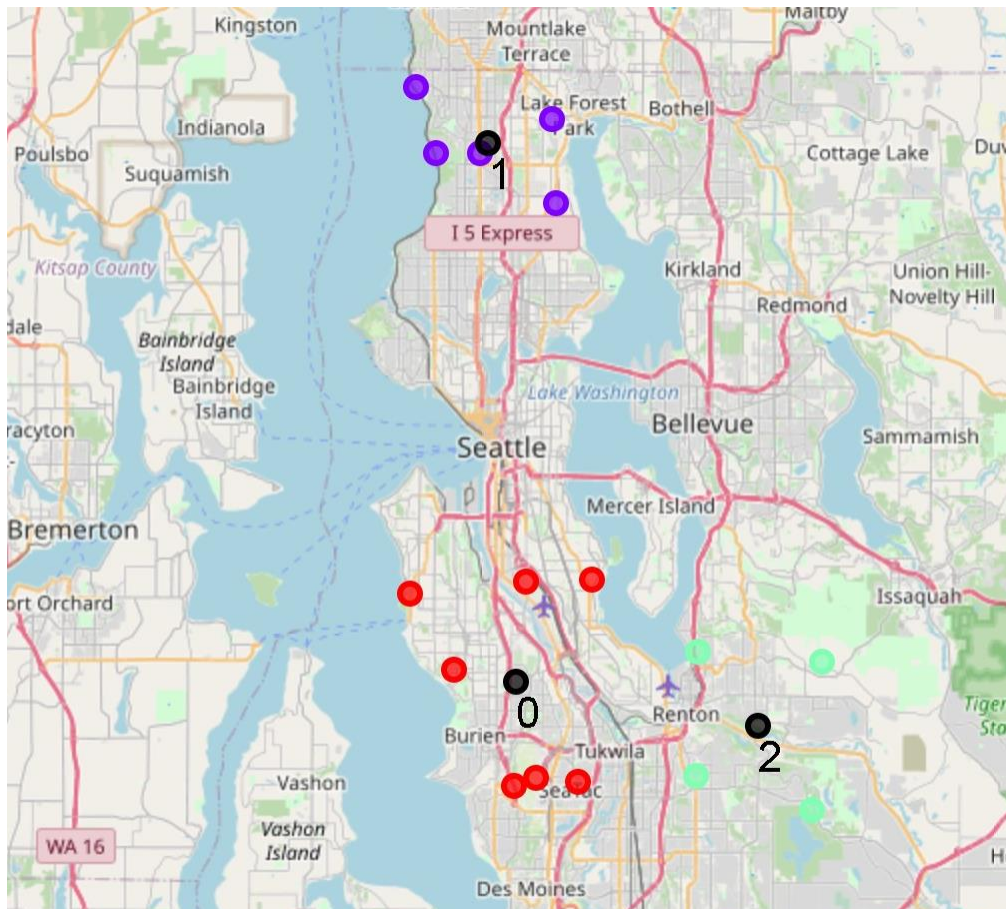 Kingston
Mountlake
Terrace
Maltby
Lake Forest
Park
Bothell
Indianola
Poulsbo
Suquamish
Cottage Lake
Duv
1
I 5 Express
Kitsap County
Kirkland
Union Hill-
Novelty Hill
Redmond
dale
Bainbridge
Island
Bainbridge
Island
Lake Washington
racyton
Seattle
Bellevue
Sammamish
Mercer Island
Bremerton
Issaquah
ort Orchard
0
Renton
Tiger
Sta
Burien
Tukwila
2
Vashon
SeaTac
WA 16
Vashon
Island
H
Des Moines